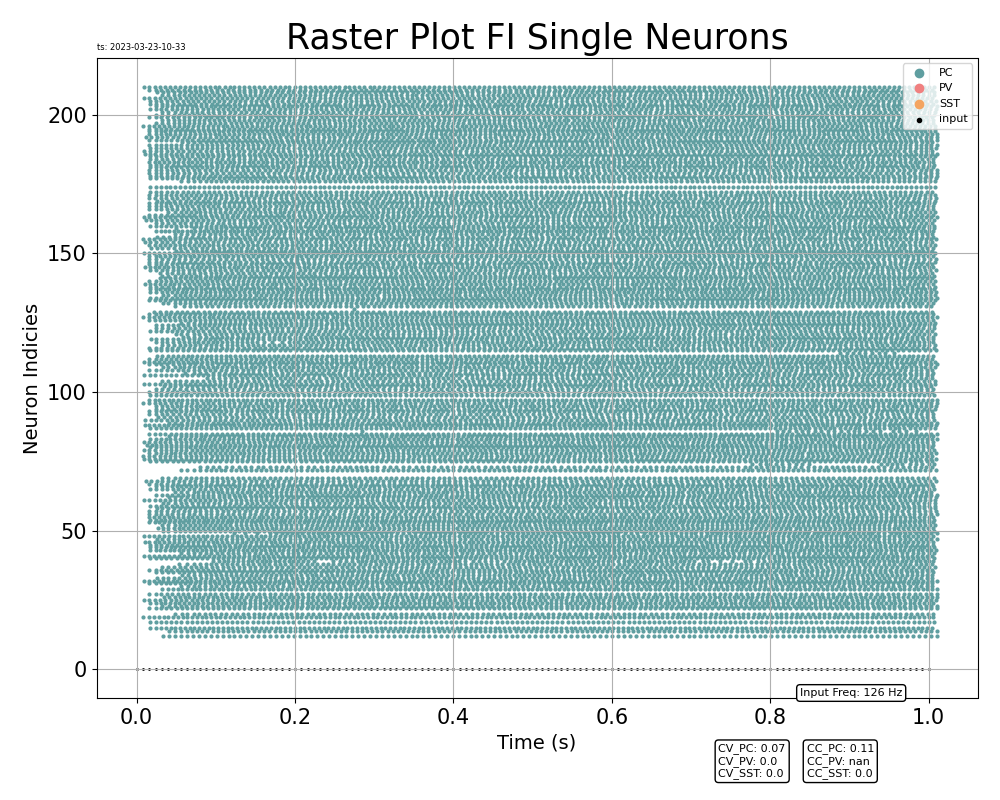 Raster Plot FI Single Neurons
ts: 2023-03-23-10-33
PC
PV
SST
input
200
150
100
50
0
Neuron Indicies
0.0 0.2 0.4 0.6 0.8 1.0
Time (s)
Input Freq: 126 Hz
CV_PC: 0.07
CV_PV: 0.0
CV_SST: 0.0
CC_PC: 0.11
CC_PV: nan
CC_SST: 0.0